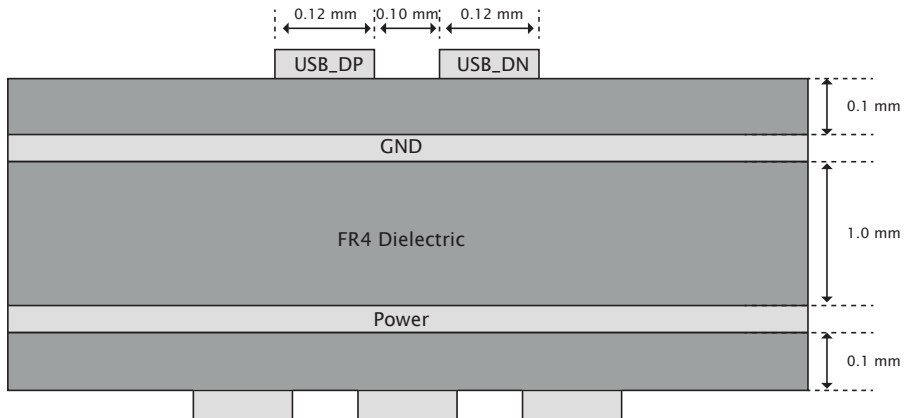 0.12 mm 0.10 mm 0.12 mm
USB_DP USB_DN
0.1 mm
GND
FR4 Dielectric
1.0 mm
Power
0.1 mm